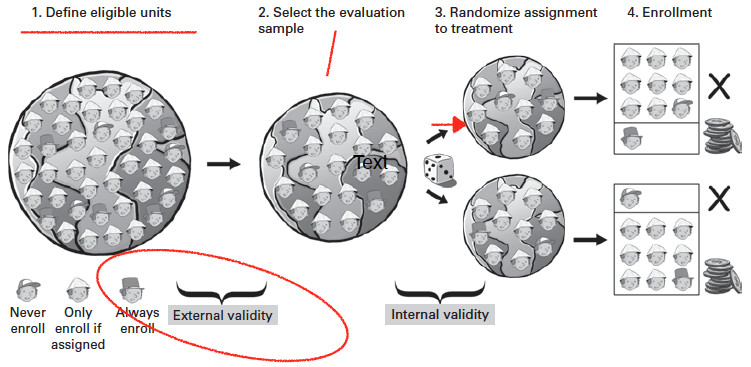 1. Define eligible units
2. Select the evaluation
sample
3. Randomize assignment
to treatment
4. Enrollment
Text
Never
enroll
Only
enroll if
assigned
Always
enroll
External validity
Internal validity